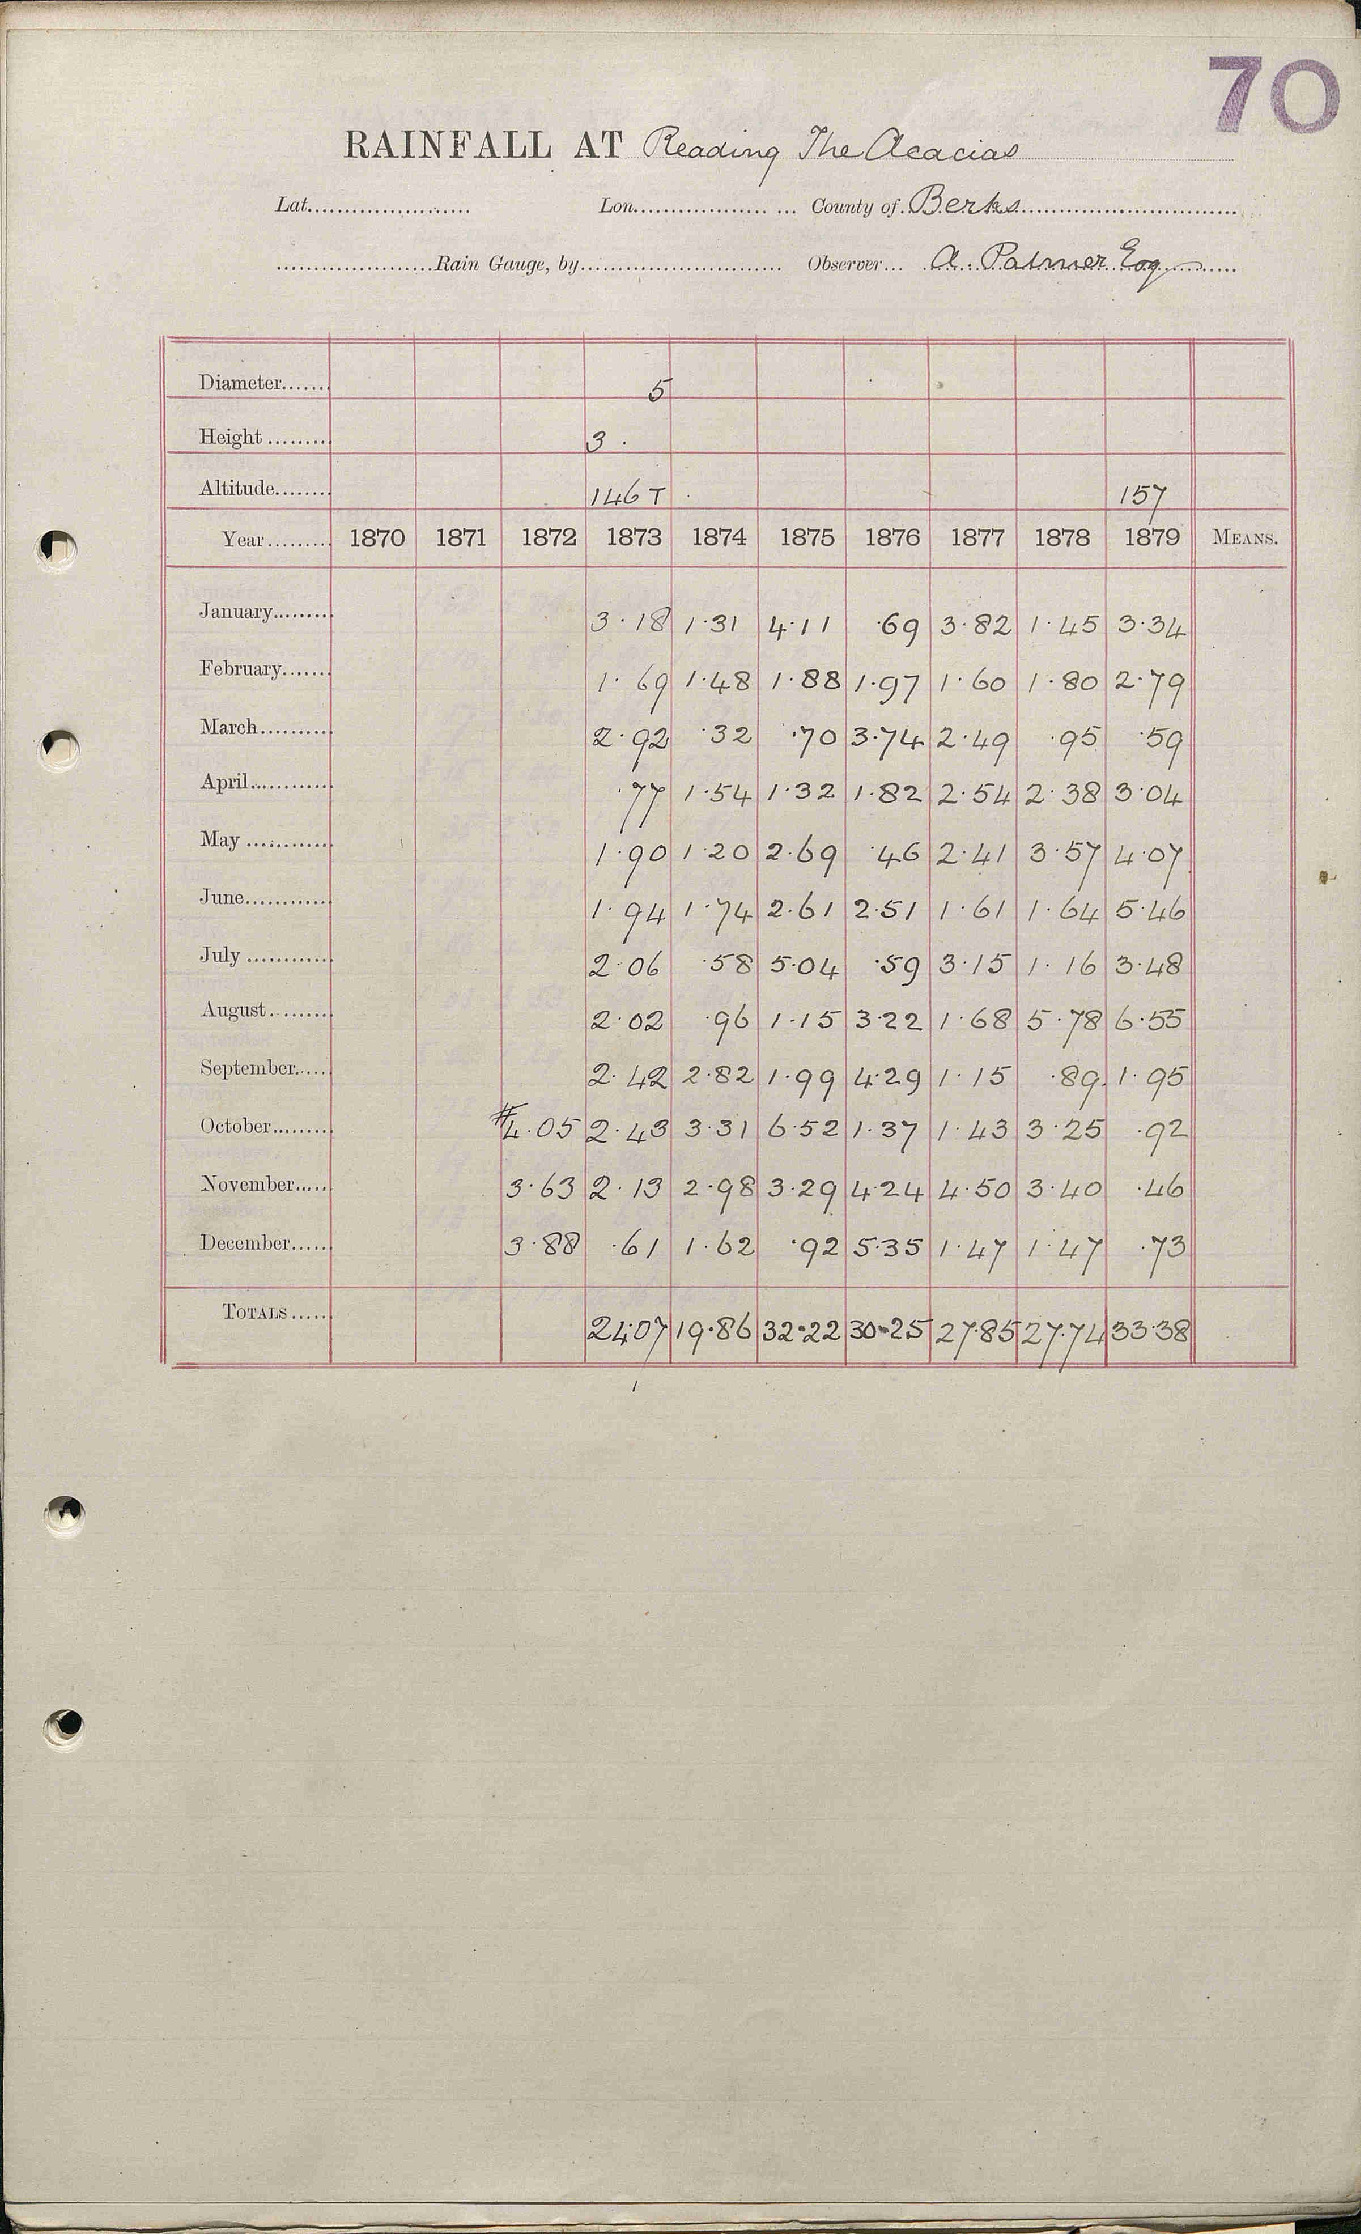 70
RAINFALL AT Reading The Acacias
Lat. Lon. County of Berks
Rain Gauge, by Observer A. Palmer Esq
Diameter 5
Height 3.
Altitude 146 T 157
Year 1870 1871 1872 1873 1874 1875 1876 1877 1878 1879 MEANS.
January 3.18 1.31 4.11 .69 3.82 1.45 3.34
February 1.69 1.48 1.88 1.97 1.60 1.80 2.79
March 2.92 .32 .70 3.74 2.49 .95 .59
April .77 1.54 1.32 1.82 2.54 2.38 3.04
May 1.90 1.20 2.69 .46 2.41 3.57 4.07
June 1.94 1.74 2.61 2.51 1.61 1.64 5.46
July 2.06 .58 5.04 .59 3.15 1.16 3.48
August 2.02 .96 1.15 3.22 1.68 5.78 6.55
September 2.42 2.82 1.99 4.29 1.15 .89 1.95
October #4.05 2.43 3.31 6.52 1.37 1.43 3.25 .92
November 3.63 2.13 2.98 3.29 4.24 4.50 3.40 .46
December 3.88 .61 1.62 .92 5.35 1.47 1.47 .73
TOTALS 24.07 19.86 32.22 30.25 27.85 27.74 33.38